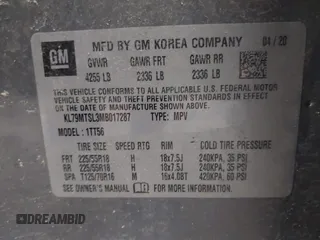 GM
MFD BY GM KOREA COMPANY 04/20
GVWR GAWR FRT GAWR RR
4255 LB 2336 LB 2336 LB
THIS VEHICLE CONFORMS TO ALL APPLICABLE U.S. FEDERAL MOTOR
VEHICLE SAFETY, BUMPER, AND THEFT PREVENTION STANDARDS IN EFFECT ON THE
DATE OF MANUFACTURE SHOWN ABOVE.
KL79MTSL3MB017287 TYPE: MPV
MODEL: 1TT56
TIRE SIZE SPEED RTG RIM COLD TIRE PRESSURE
FRT 225/55R18 H 18x7.5J 240KPA, 35 PSI
RR 225/55R18 H 18x7.5J 240KPA, 35 PSI
SPA T125/70R16 M 16x4.0BT 420KPA, 60 PSI
SEE OWNER'S MANUAL FOR ADDITIONAL INFORMATION.
DREAMBID